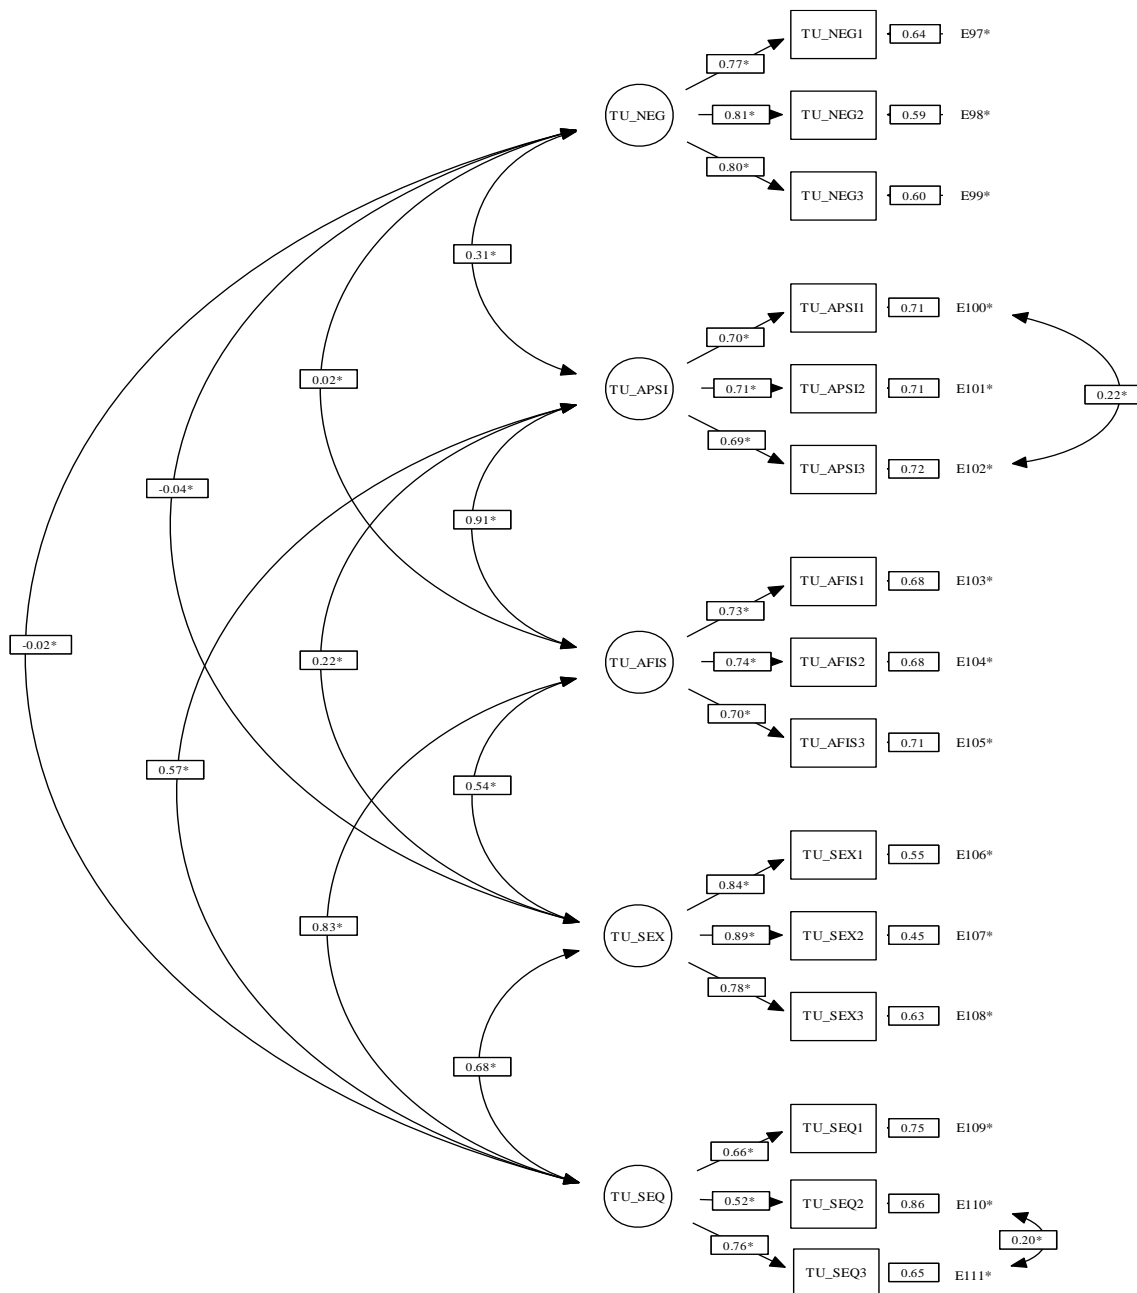 TU_NEG1 0.64 E97*
0.77*
TU_NEG 0.81* TU_NEG2 0.59 E98*
0.80*
TU_NEG3 0.60 E99*
0.31*
TU_APSI1 0.71 E100*
0.70*
0.02* TU_APSI 0.71* TU_APSI2 0.71 E101* 0.22*
0.69*
TU_APSI3 0.72 E102*
-0.04*
0.91*
TU_AFIS1 0.68 E103*
0.73*
-0.02* 0.22* TU_AFIS 0.74* TU_AFIS2 0.68 E104*
0.70*
TU_AFIS3 0.71 E105*
0.57*
0.54*
TU_SEX1 0.55 E106*
0.84*
0.83* TU_SEX 0.89* TU_SEX2 0.45 E107*
0.78*
TU_SEX3 0.63 E108*
0.68*
TU_SEQ1 0.75 E109*
0.66*
TU_SEQ 0.52* TU_SEQ2 0.86 E110*
0.20*
0.76*
TU_SEQ3 0.65 E111*